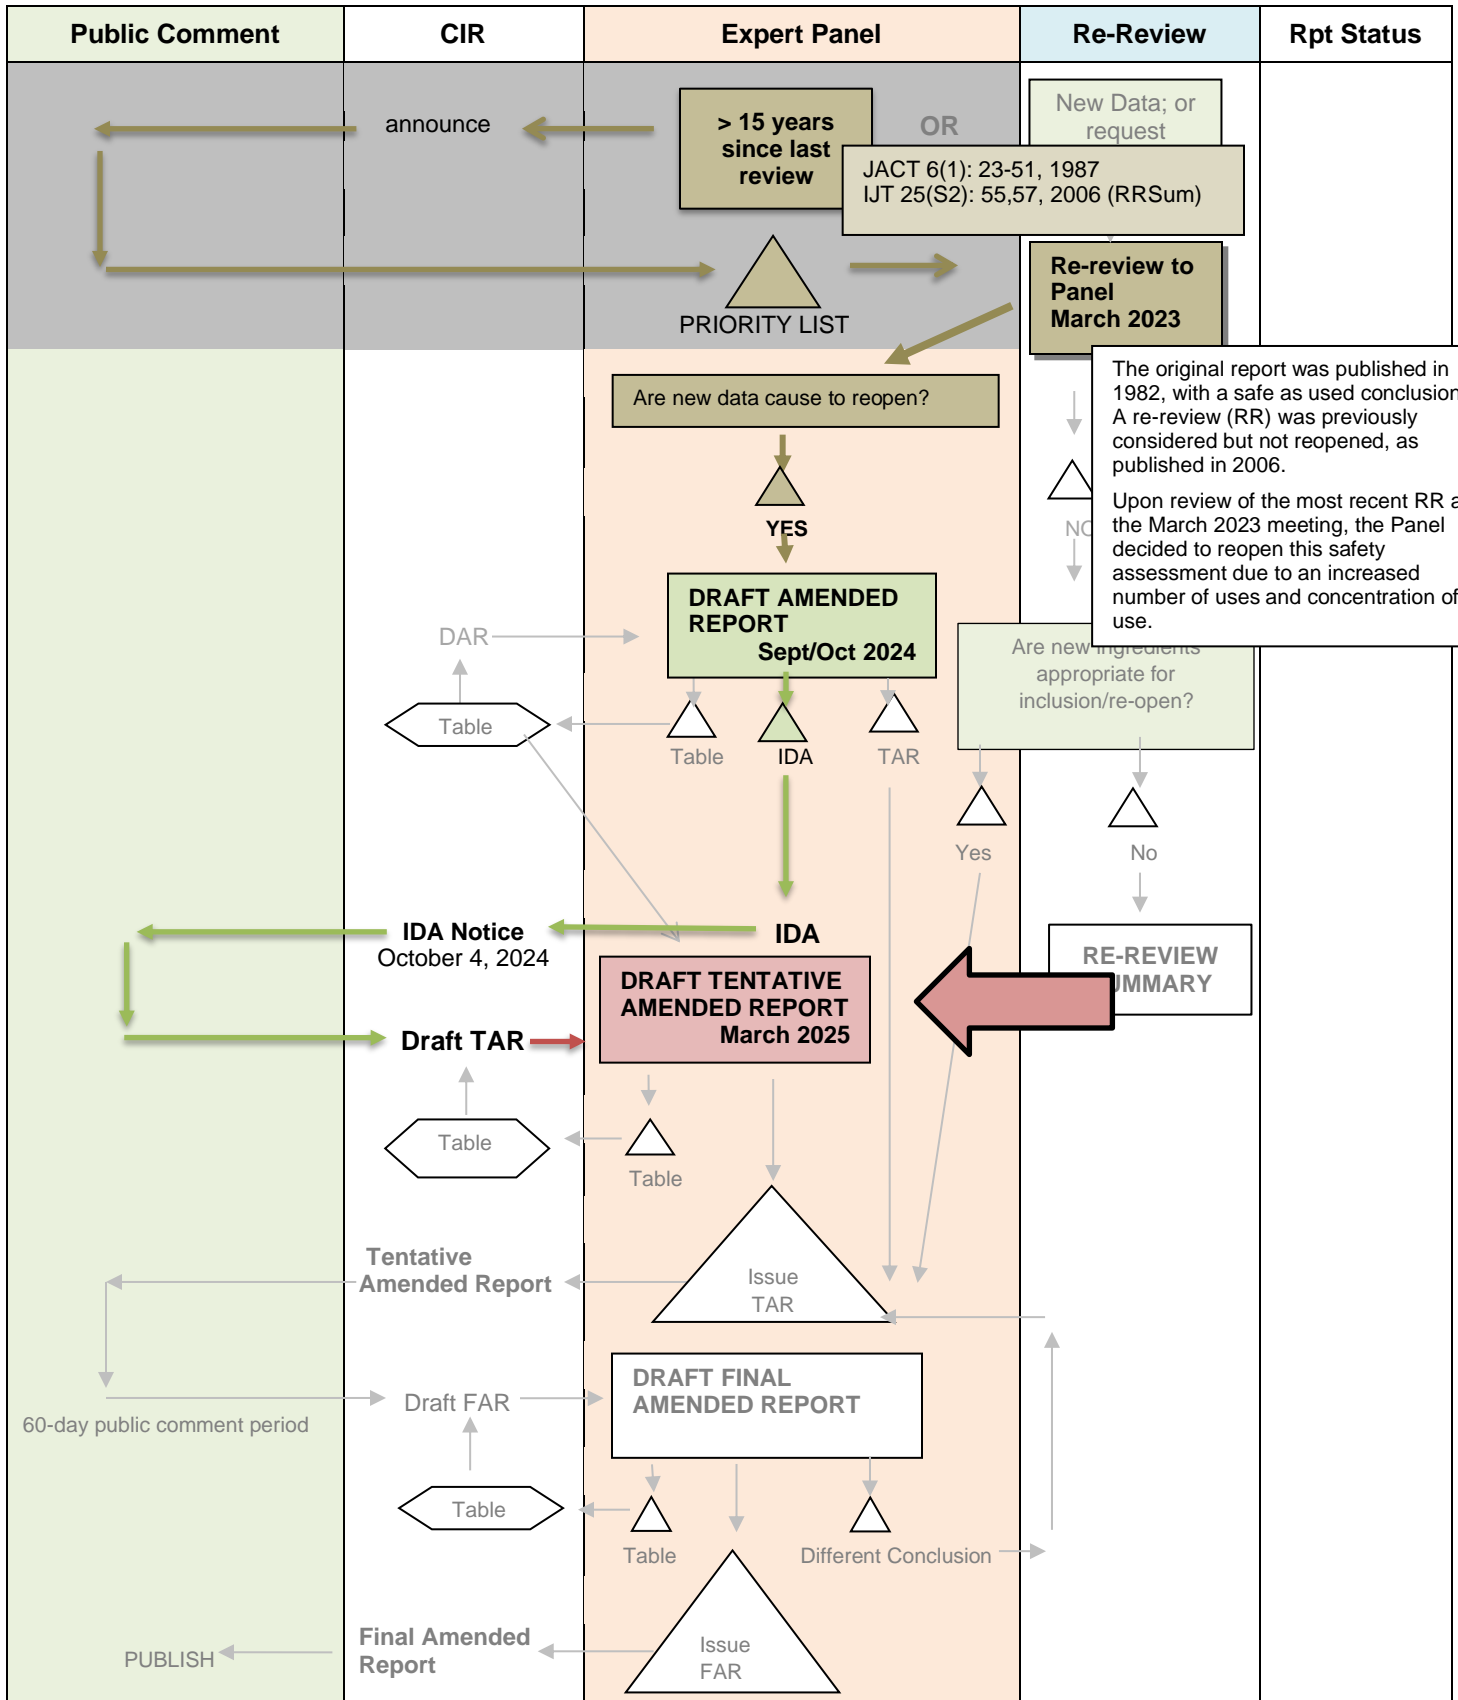 Public Comment
CIR
Expert Panel
Re-Review
Rpt Status
announce
> 15 years
since last
review
OR
New Data; or
request
JACT 6(1): 23-51, 1987
IJT 25(S2): 55,57, 2006 (RRSum)
PRIORITY LIST
Re-review to
Panel
March 2023
Are new data cause to reopen?
The original report was published in
1982, with a safe as used conclusion
A re-review (RR) was previously
considered but not reopened, as
published in 2006.
Upon review of the most recent RR a
the March 2023 meeting, the Panel
decided to reopen this safety
assessment due to an increased
number of uses and concentration of
use.
YES
NO
DRAFT AMENDED
REPORT
Sept/Oct 2024
DAR
Table
Table
IDA
TAR
Are new ingredients
appropriate for
inclusion/re-open?
Yes
No
IDA Notice
October 4, 2024
IDA
RE-REVIEW
UMMARY
DRAFT TENTATIVE
AMENDED REPORT
March 2025
Draft TAR
Table
Table
Tentative
Amended Report
Issue
TAR
DRAFT FINAL
AMENDED REPORT
Draft FAR
60-day public comment period
Table
Table
Different Conclusion
Final Amended
Report
Issue
FAR
PUBLISH